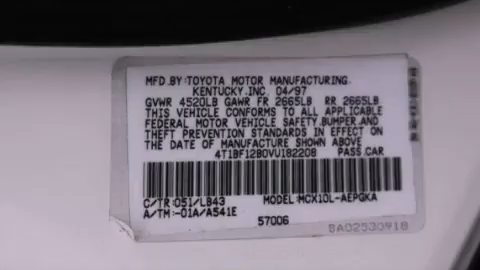 MFD.BY:TOYOTA MOTOR MANUFACTURING
KENTUCKY,INC. 04/97
GVWR 4520LB GAWR FR 2665LB RR 2665LB
THIS VEHICLE CONFORMS TO ALL APPLICABLE
FEDERAL MOTOR VEHICLE SAFETY,BUMPER,AND
THEFT PREVENTION STANDARDS IN EFFECT ON
THE DATE OF MANUFACTURE SHOWN ABOVE
4T1BF12B0VU182208 PASS.CAR
C/TR:051/LB43 MODEL:MCX10L-AEPGKA
A/TM:-01A/A541E
57006
BA02530918